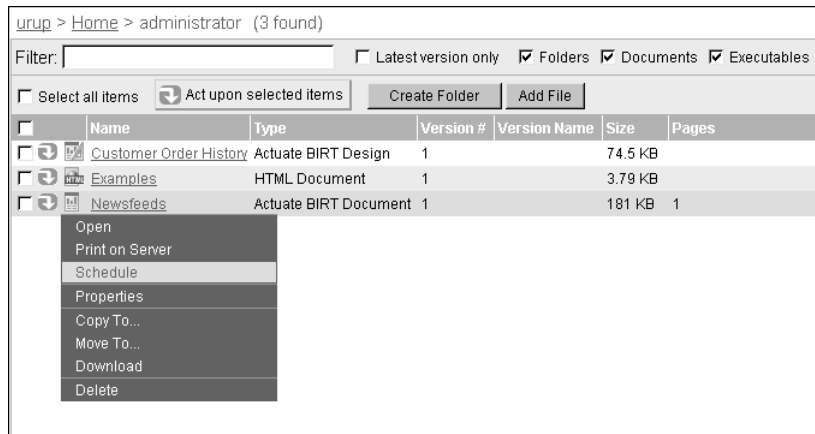 urup > Home > administrator (3 found)
Filter: Latest version only Folders Documents Executables
Select all items Act upon selected items Create Folder Add File
Name Type Version # Version Name Size Pages
Customer Order History Actuate BIRT Design 1 74.5 KB
Examples HTML Document 1 3.79 KB
Newsfeeds Actuate BIRT Document 1 181 KB 1
Open
Print on Server
Schedule
Properties
Copy To...
Move To...
Download
Delete